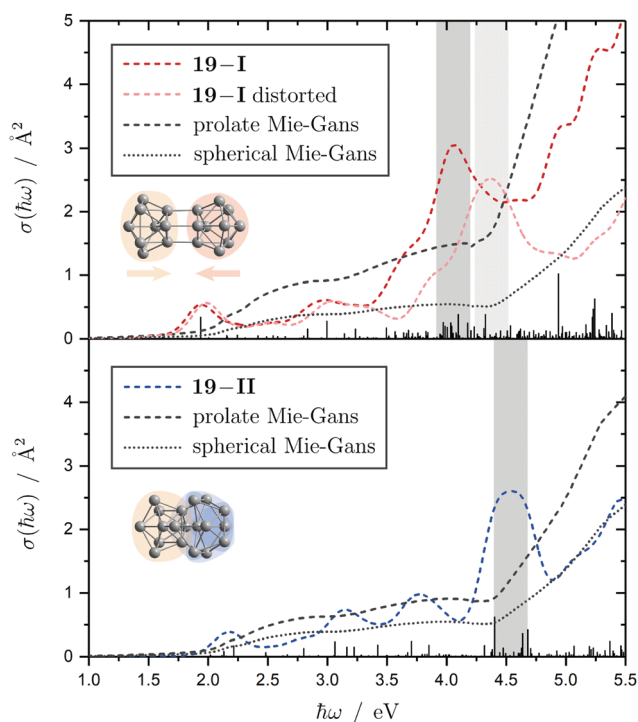 5
4
3
2
1
0
σ(ħω) / Å²
19−I
19−I distorted
prolate Mie-Gans
spherical Mie-Gans
4
3
2
1
0
σ(ħω) / Å²
19−II
prolate Mie-Gans
spherical Mie-Gans
1.0 1.5 2.0 2.5 3.0 3.5 4.0 4.5 5.0 5.5
ħω / eV